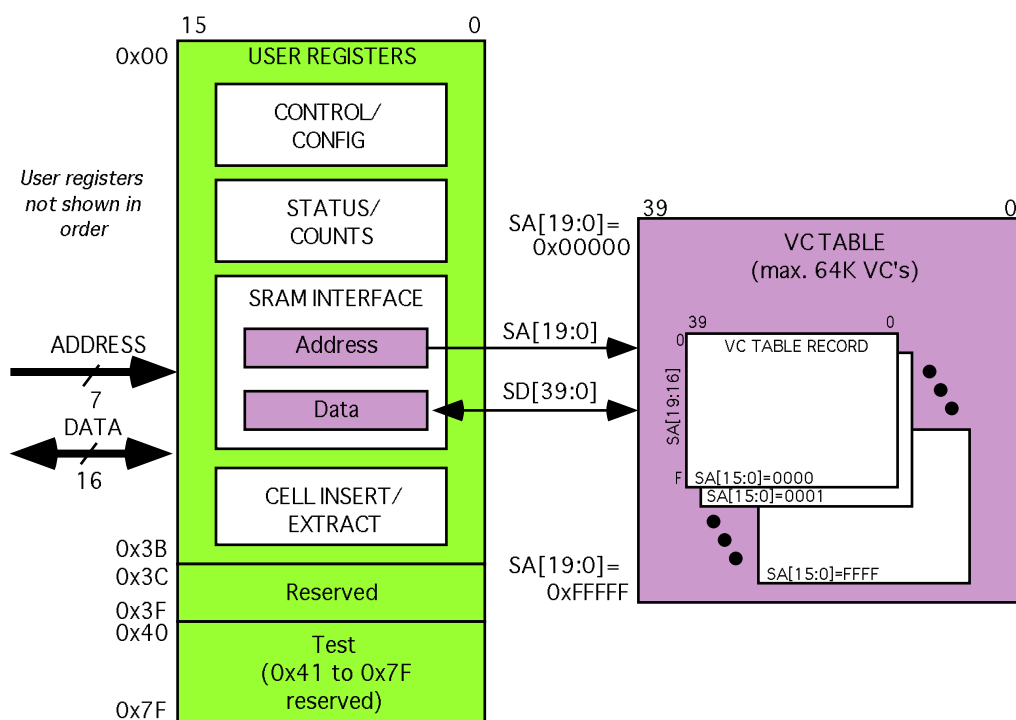 15 0
0x00
USER REGISTERS
CONTROL/
CONFIG
User registers
not shown in
order
STATUS/
COUNTS
SRAM INTERFACE
Address
Data
ADDRESS
7
DATA
16
CELL INSERT/
EXTRACT
0x3B
0x3C
Reserved
0x3F
0x40
Test
(0x41 to 0x7F
reserved)
0x7F
SA[19:0]
SD[39:0]
39 0
SA[19:0]=
0x00000
VC TABLE
(max. 64K VC's)
39 0
0
VC TABLE RECORD
SA[19:16]
F
SA[15:0]=0000
SA[15:0]=0001
SA[15:0]=FFFF
SA[19:0]=
0xFFFFF